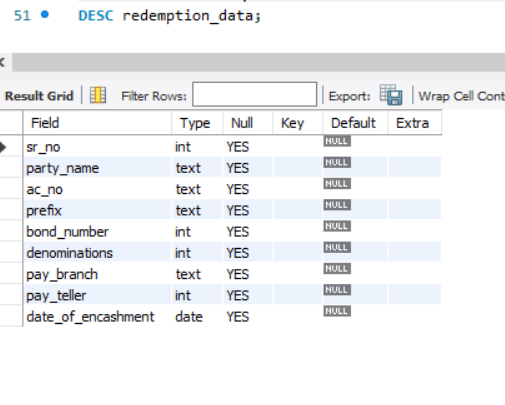 51 DESC redemption_data;
Result Grid Filter Rows: Export: Wrap Cell Cont
Field Type Null Key Default Extra
sr_no int YES NULL
party_name text YES NULL
ac_no text YES NULL
prefix text YES NULL
bond_number int YES NULL
denominations int YES NULL
pay_branch text YES NULL
pay_teller int YES NULL
date_of_encashment date YES NULL